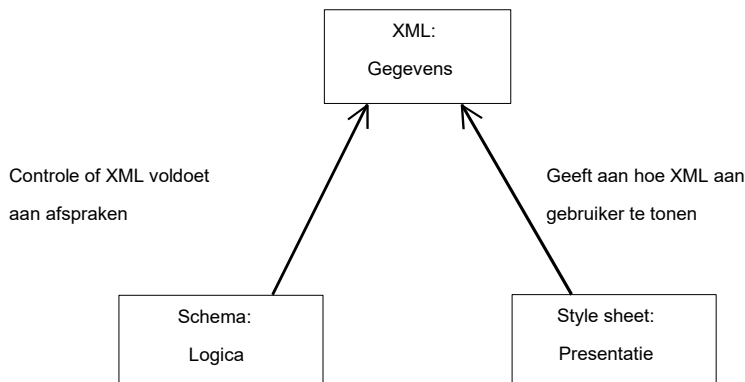 XML:
Gegevens
Controle of XML voldoet
aan afspraken
Geeft aan hoe XML aan
gebruiker te tonen
Schema:
Logica
Style sheet:
Presentatie